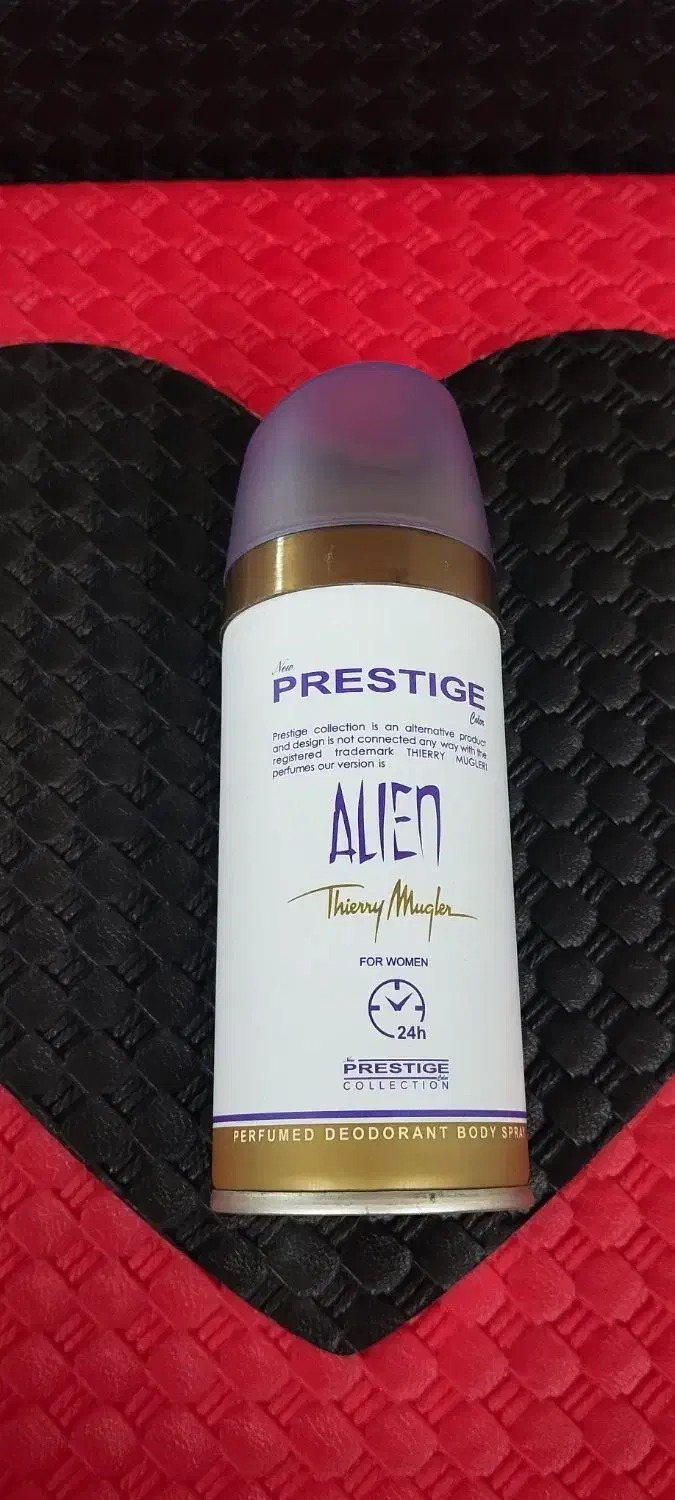 New
PRESTIGE
Color
Prestige collection is an alternative product
and design is not connected any way with the
registered trademark THIERRY MUGLER
perfumes our version is
ALIEN
Thierry Mugler
FOR WOMEN
24h
New
PRESTIGE
Color
COLLECTION
PERFUMED DEODORANT BODY SPRAY